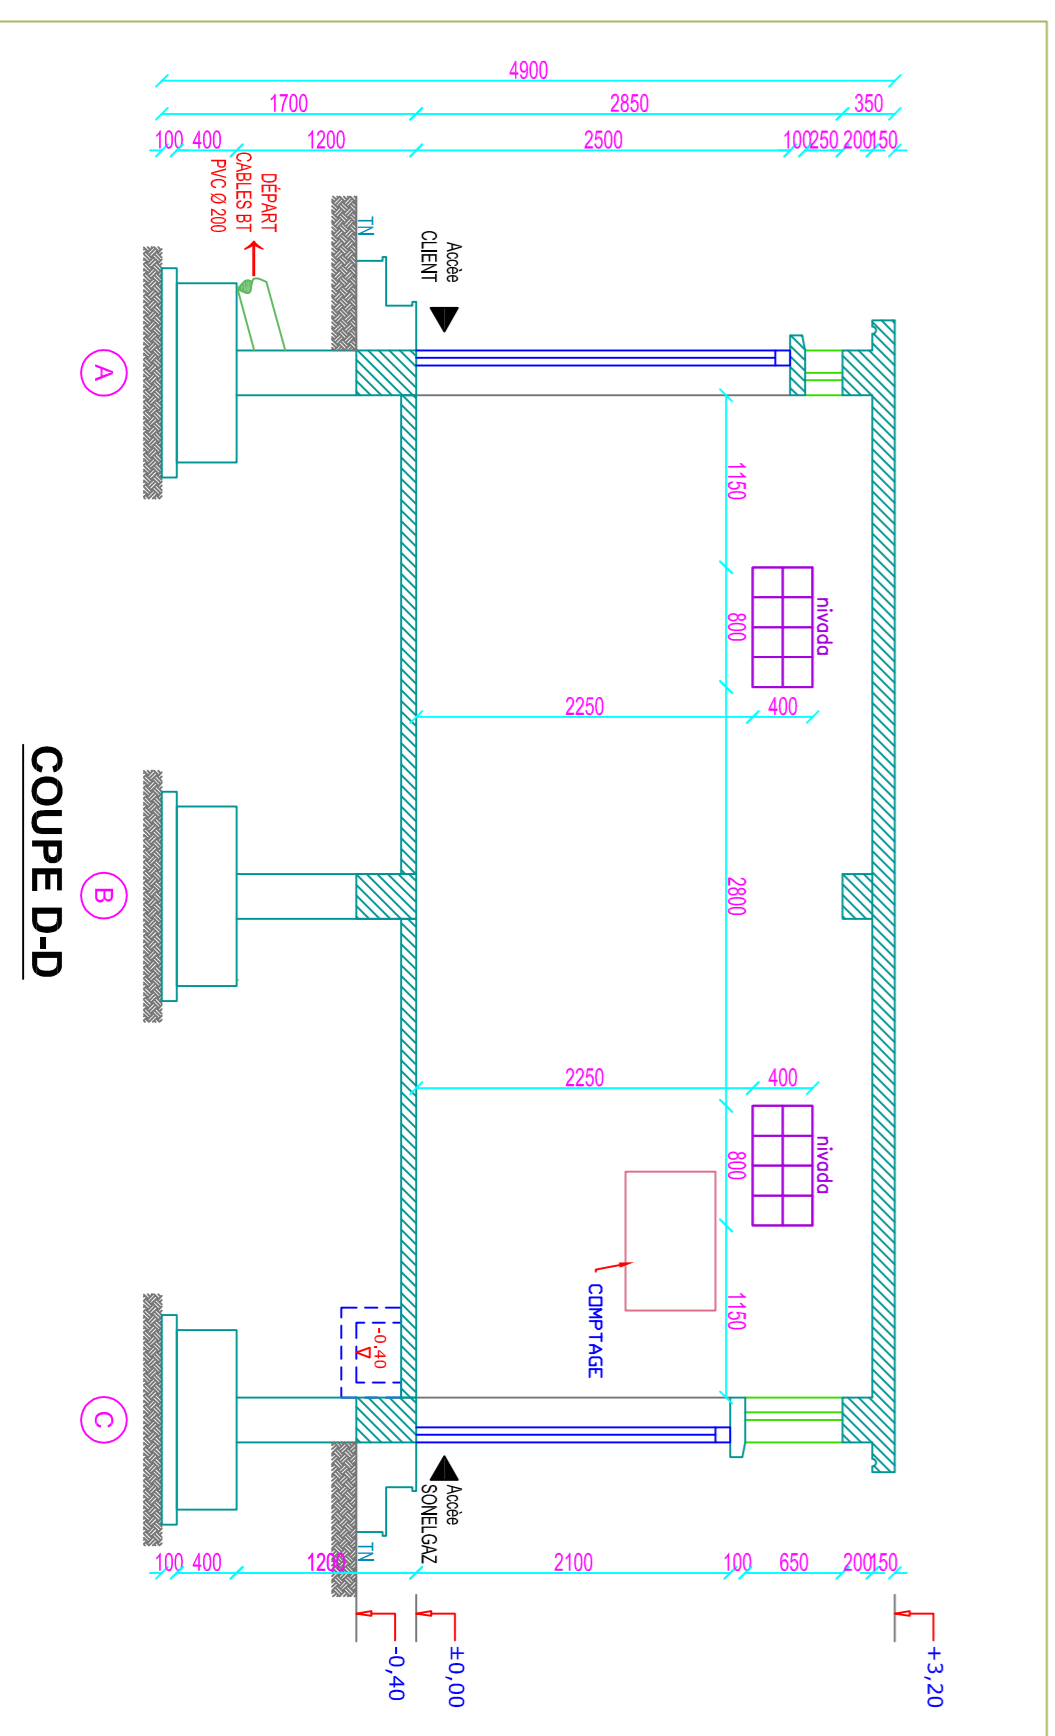 4900
1700 2850 350
100 400 1200 2500 100 250 200 150
DÉPART
CABLES BT
PVC Ø 200
TN
Accèe
CLIENT
1150
800
2800
800
1150
nivada
nivada
2250 400
2250 400
COMPTAGE
-0,40
A
B
C
Accèe
SONELGAZ
TN
100 400 1200 2100 100 650 200 150
+3,20
±0,00
-0,40
COUPE D-D